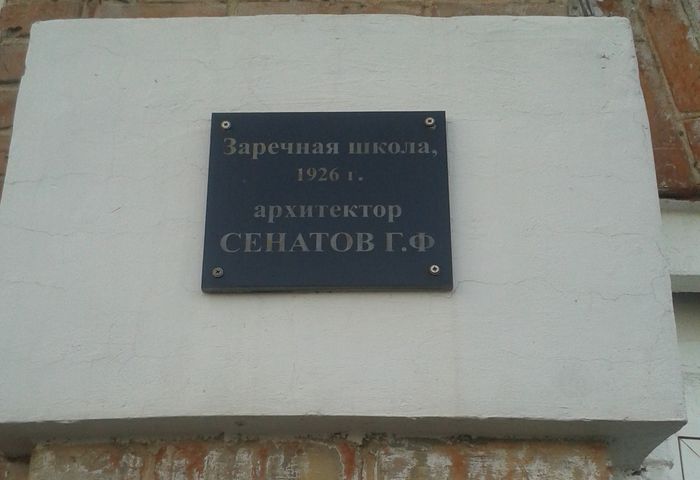 Заречная школа,
1926 г.
архитектор
СЕНАТОВ Г.Ф